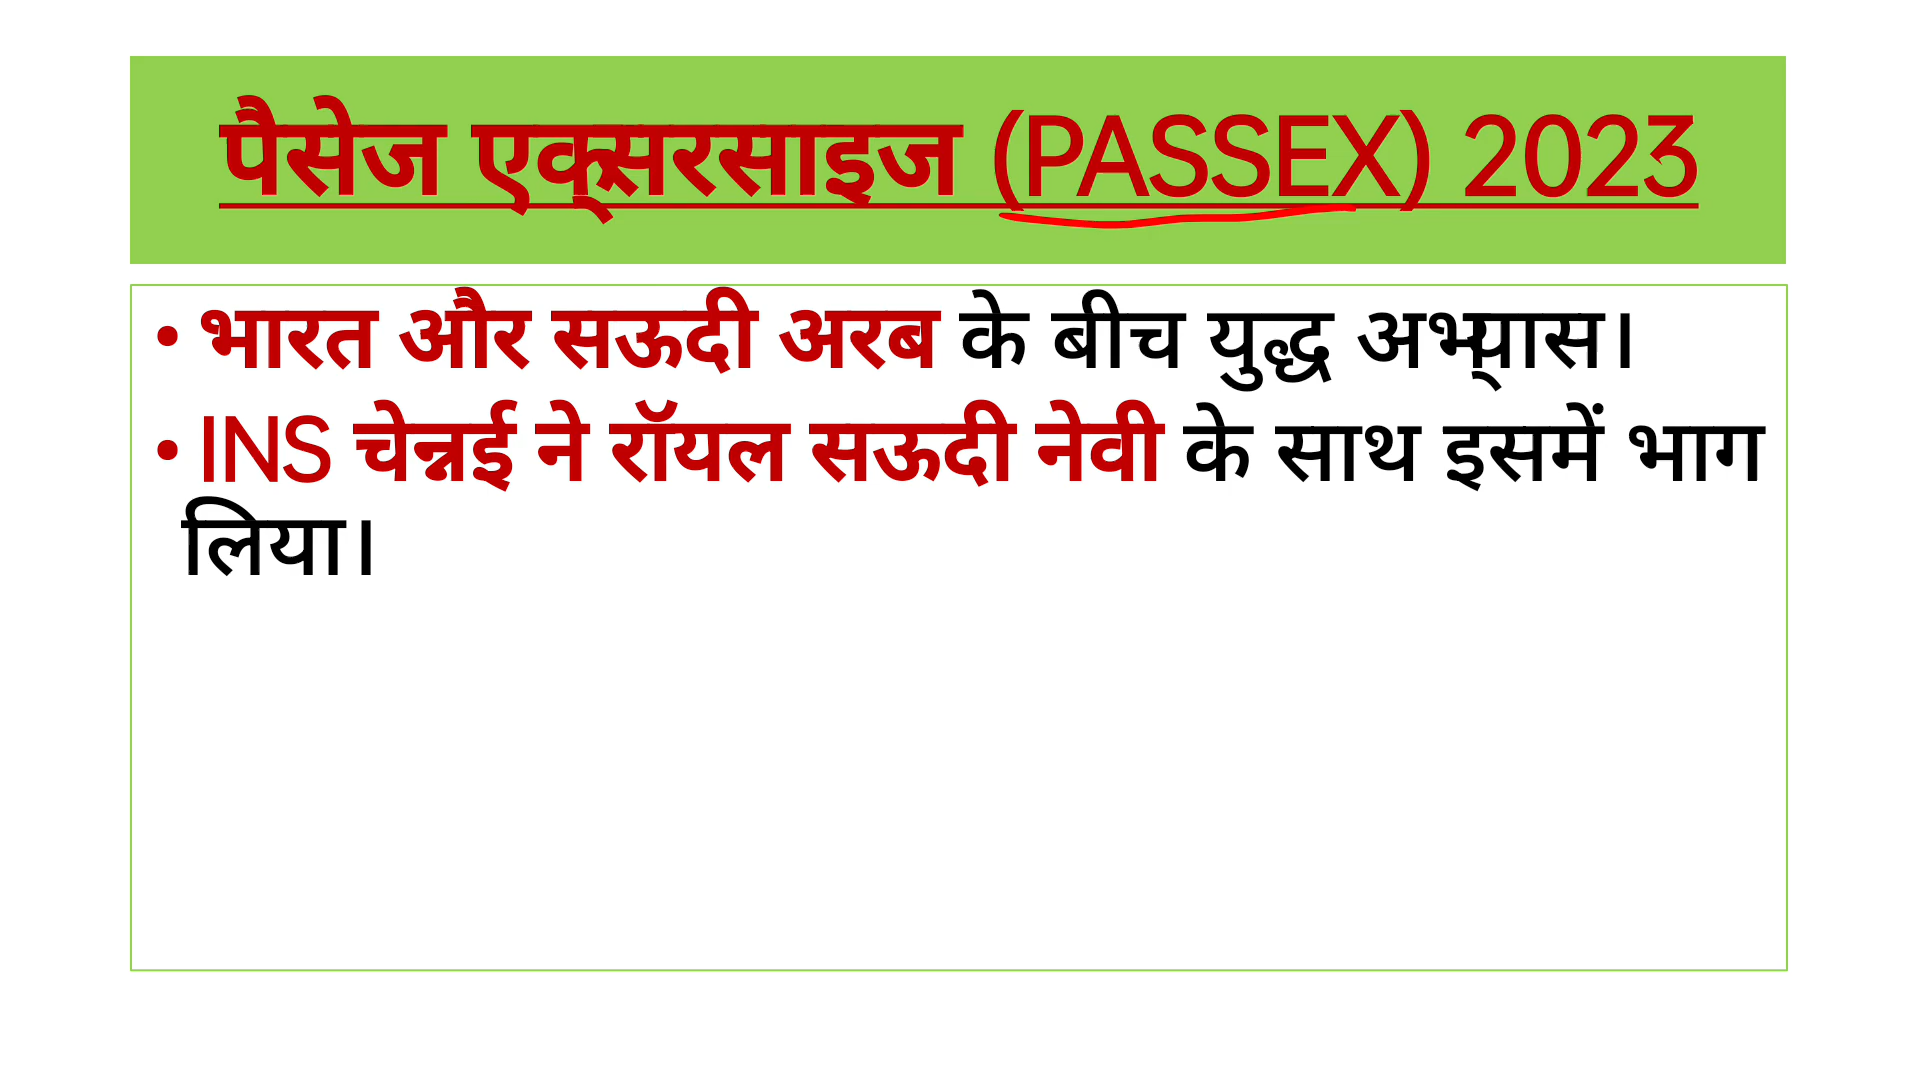 पैसेज एक्सरसाइज (PASSEX) 2023
• भारत और सऊदी अरब के बीच युद्ध अभ्यास।
• INS चेन्नई ने रॉयल सऊदी नेवी के साथ इसमें भाग
लिया।